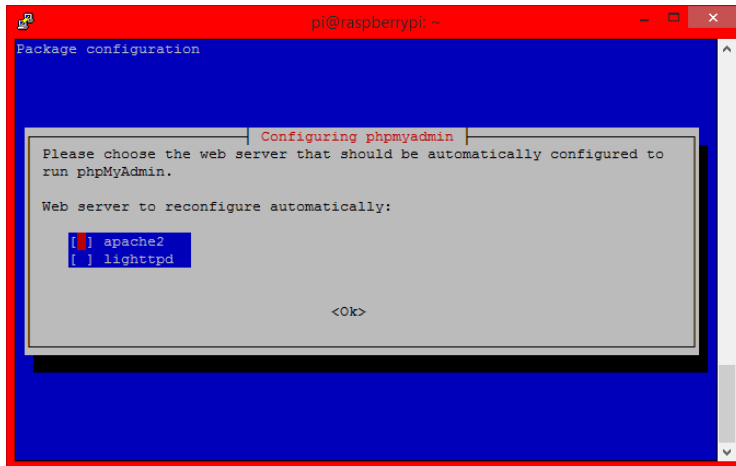 pi@raspberrypi: ~
Package configuration
Configuring phpmyadmin
Please choose the web server that should be automatically configured to
run phpMyAdmin.
Web server to reconfigure automatically:
[ ] apache2
[ ] lighttpd
<Ok>